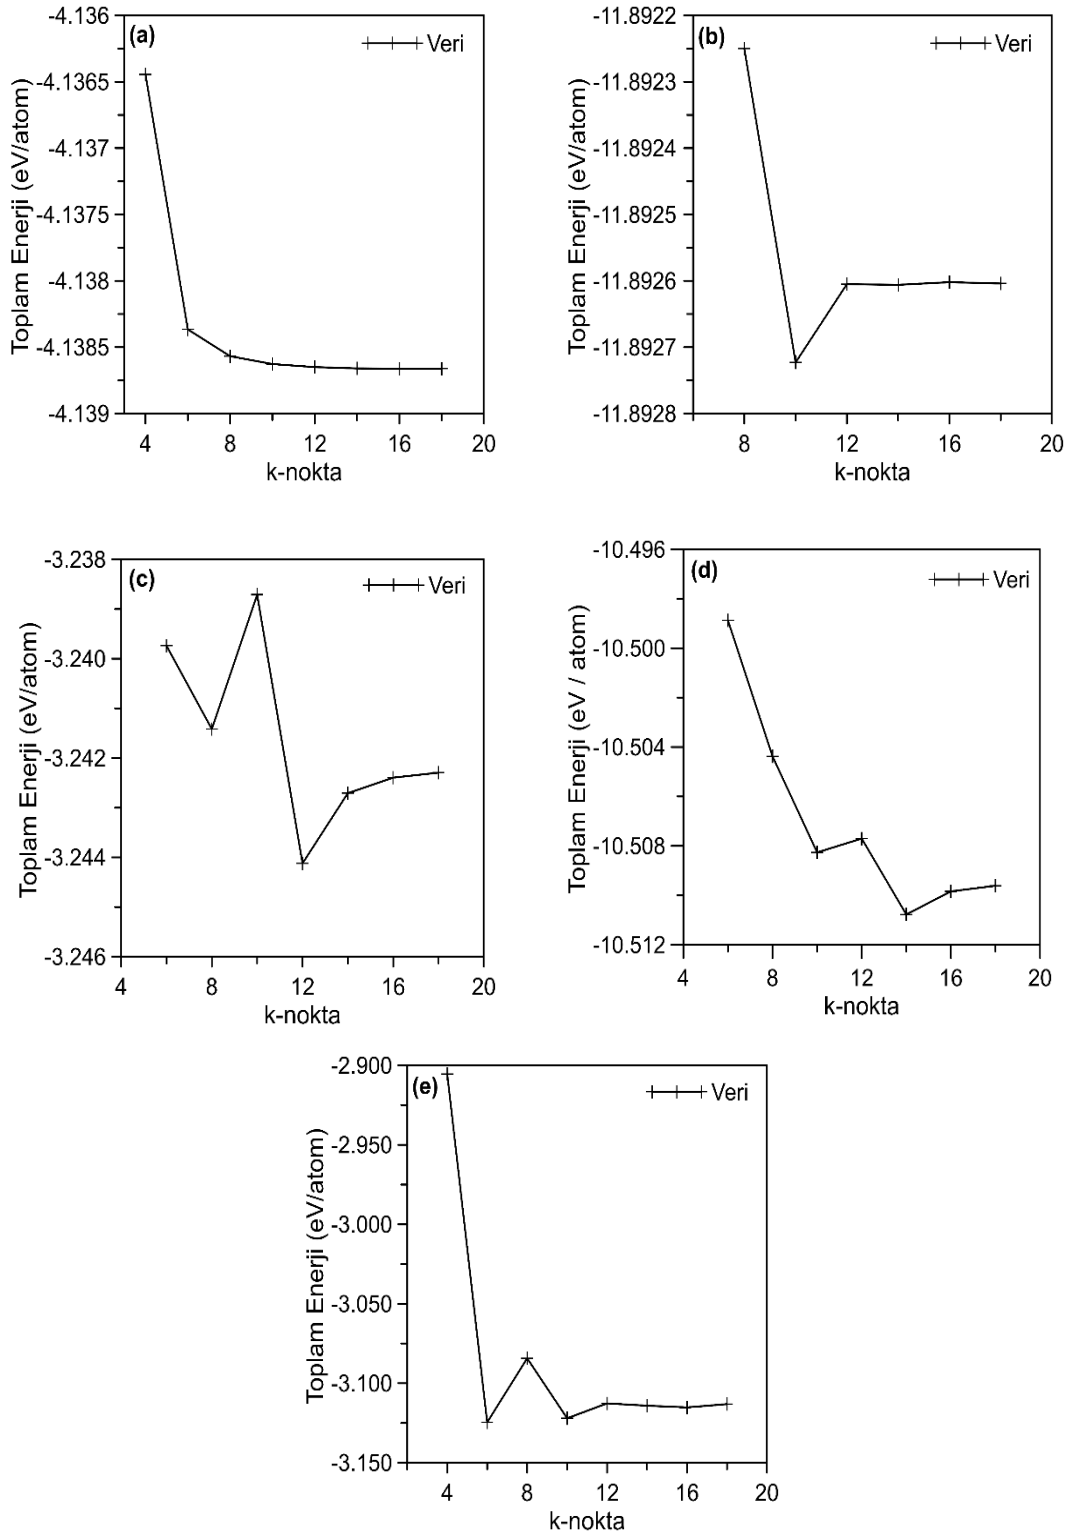 (a)
Veri
Toplam Enerji (eV/atom)
-4.136
-4.1365
-4.137
-4.1375
-4.138
-4.1385
-4.139
4 8 12 16 20
k-nokta
(b)
Veri
Toplam Enerji (eV/atom)
-11.8922
-11.8923
-11.8924
-11.8925
-11.8926
-11.8927
-11.8928
8 12 16 20
k-nokta
(c)
Veri
Toplam Enerji (eV/atom)
-3.238
-3.240
-3.242
-3.244
-3.246
4 8 12 16 20
k-nokta
(d)
Veri
Toplam Enerji (eV / atom)
-10.496
-10.500
-10.504
-10.508
-10.512
4 8 12 16 20
k-nokta
(e)
Veri
Toplam Enerji (eV/atom)
-2.900
-2.950
-3.000
-3.050
-3.100
-3.150
4 8 12 16 20
k-nokta